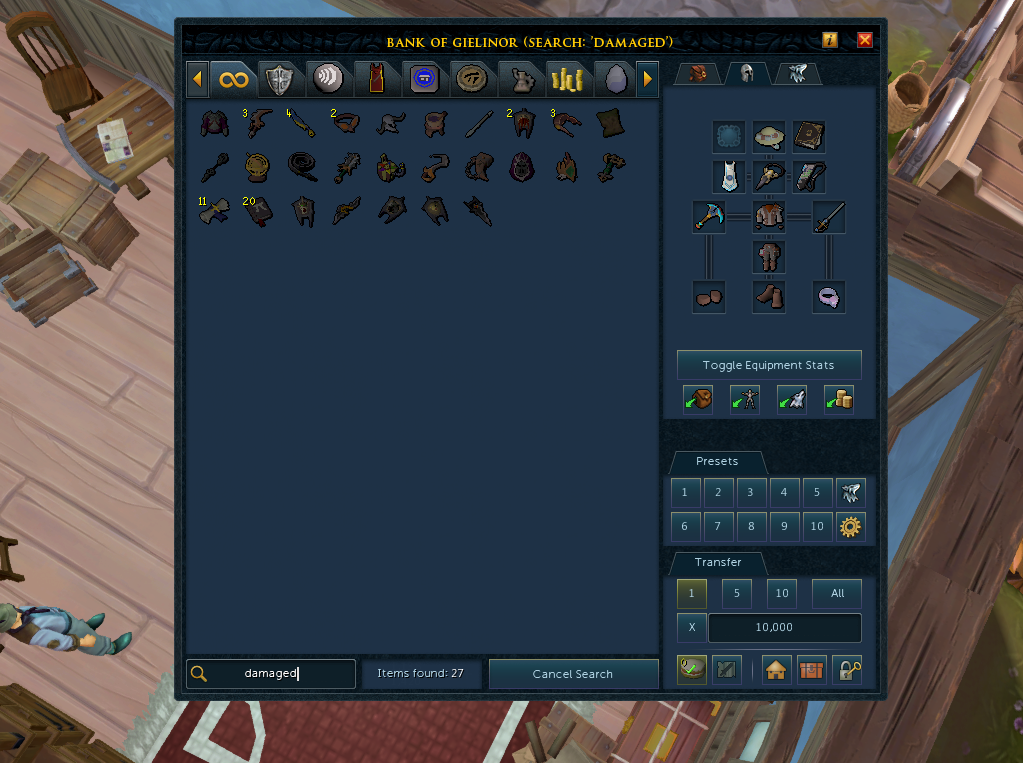 BANK OF GIELINOR (SEARCH: 'DAMAGED')
3 4 2 2 3
11 20
Toggle Equipment Stats
Presets
1 2 3 4 5
6 7 8 9 10
Transfer
1 5 10 All
X 10,000
damaged Items found: 27 Cancel Search